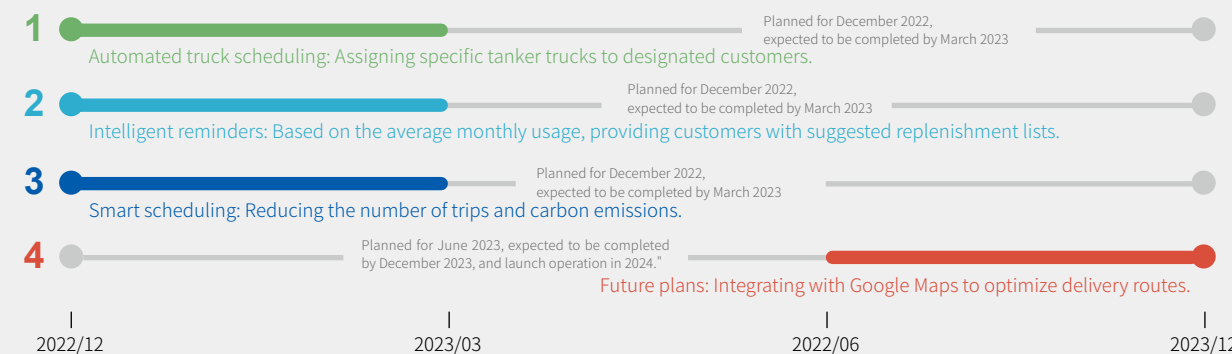 1
Planned for December 2022,
expected to be completed by March 2023
Automated truck scheduling: Assigning specific tanker trucks to designated customers.
2
Planned for December 2022,
expected to be completed by March 2023
Intelligent reminders: Based on the average monthly usage, providing customers with suggested replenishment lists.
3
Planned for December 2022,
expected to be completed by March 2023
Smart scheduling: Reducing the number of trips and carbon emissions.
4
Planned for June 2023, expected to be completed
by December 2023, and launch operation in 2024."
Future plans: Integrating with Google Maps to optimize delivery routes.
2022/12 2023/03 2022/06 2023/12